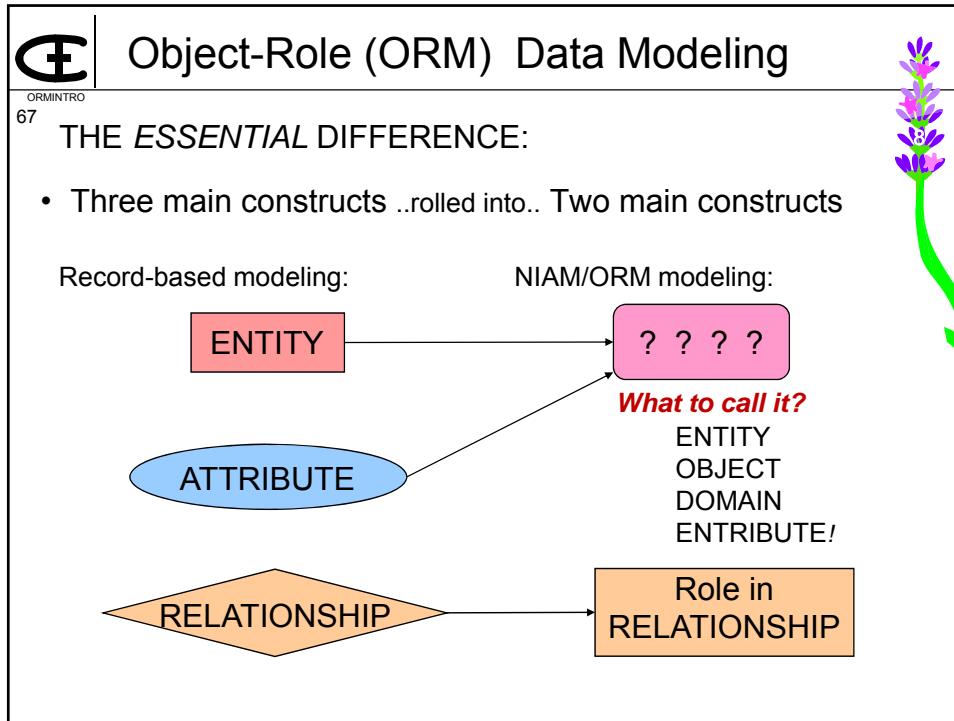 Object-Role (ORM) Data Modeling
ORMINTRO
67
8
THE ESSENTIAL DIFFERENCE:
• Three main constructs ..rolled into.. Two main constructs
Record-based modeling: NIAM/ORM modeling:
ENTITY ? ? ? ?
What to call it?
ENTITY
OBJECT
DOMAIN
ENTRIBUTE!
ATTRIBUTE
RELATIONSHIP
Role in
RELATIONSHIP